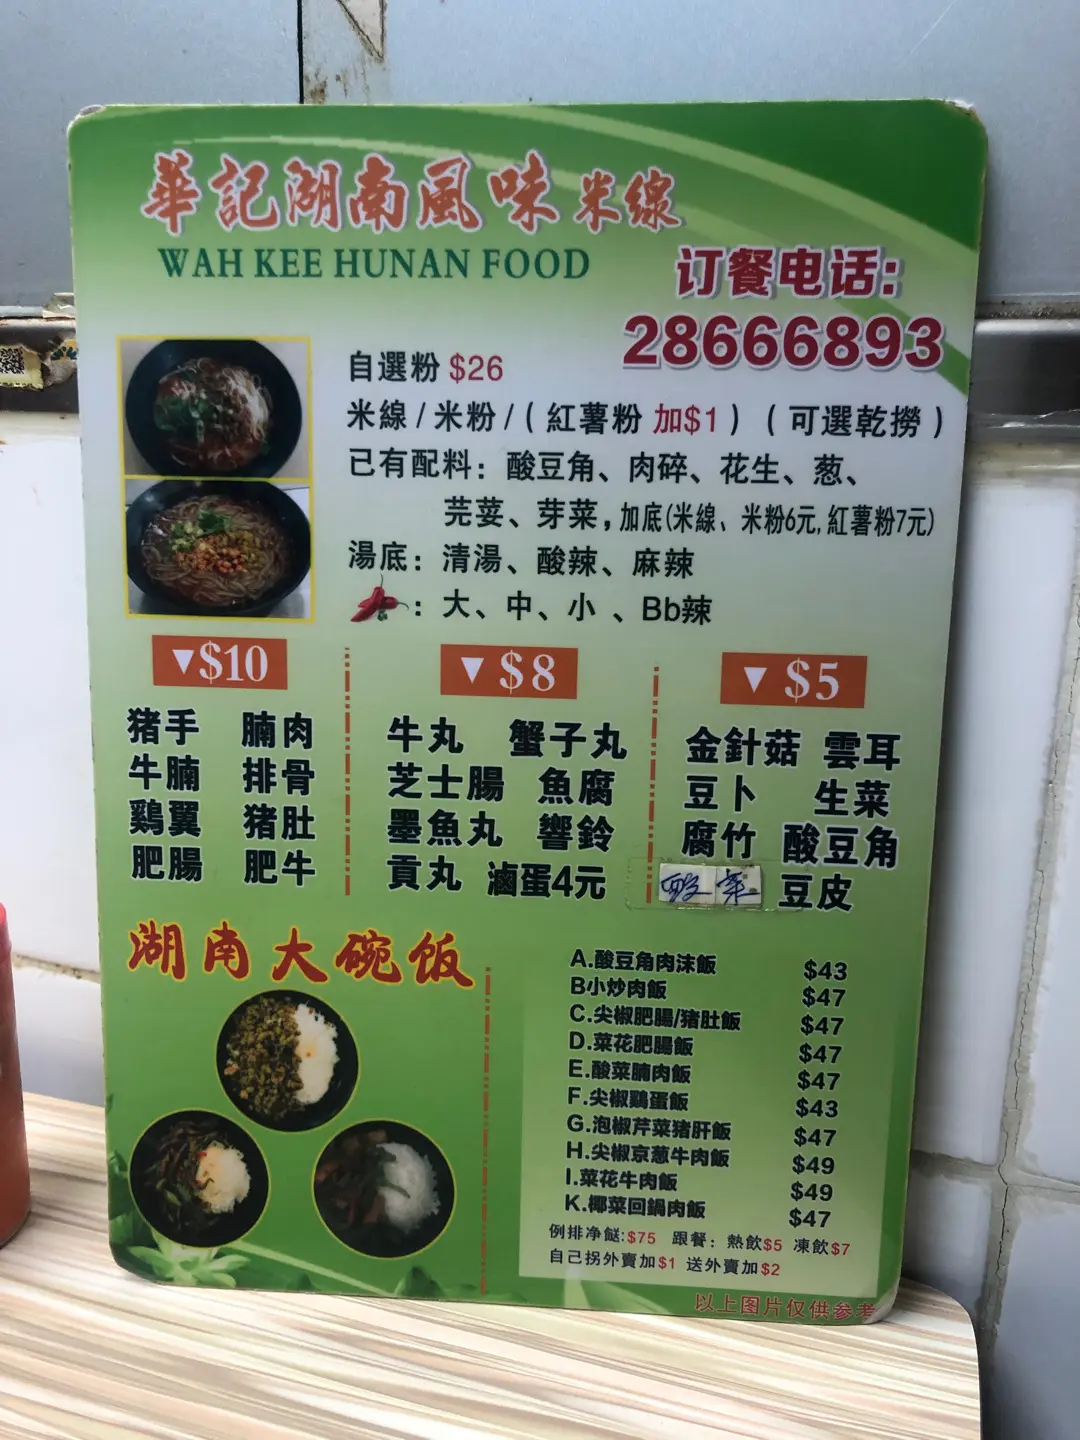 華記湖南風味米線
WAH KEE HUNAN FOOD
订餐电话:
28666893
自選粉 $26
米線/米粉/(紅薯粉 加$1)(可選乾撈)
已有配料：酸豆角、肉碎、花生、葱、
芫荽、芽菜，加底(米線、米粉6元,紅薯粉7元)
湯底：清湯、酸辣、麻辣
：大、中、小、Bb辣
▼$10
猪手 腩肉
牛腩 排骨
鷄翼 猪肚
肥腸 肥牛
▼$8
牛丸 蟹子丸
芝士腸 魚腐
墨魚丸 響鈴
貢丸 滷蛋4元
▼$5
金針菇 雲耳
豆卜 生菜
腐竹 酸豆角
酸菜 豆皮
湖南大碗饭
A.酸豆角肉沫飯 $43
B小炒肉飯 $47
C.尖椒肥腸/猪肚飯 $47
D.菜花肥腸飯 $47
E.酸菜腩肉飯 $47
F.尖椒鷄蛋飯 $43
G.泡椒芹菜猪肝飯 $47
H.尖椒京葱牛肉飯 $49
I.菜花牛肉飯 $49
K.椰菜回鍋肉飯 $47
例排净餸:$75 跟餐：熱飲$5 凍飲$7
自己拐外賣加$1 送外賣加$2
以上图片仅供参考